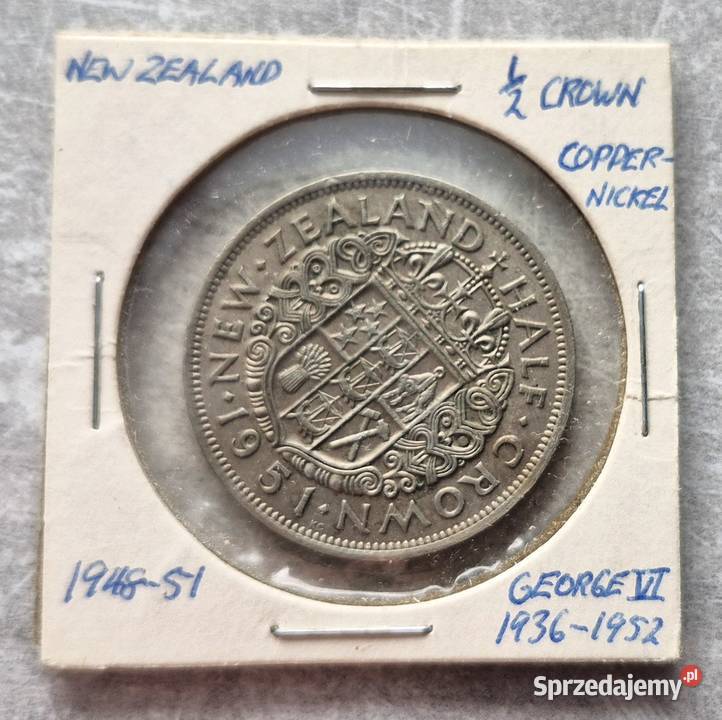 NEW ZEALAND
½ CROWN
COPPER-
NICKEL
NEW·ZEALAND HALF·CROWN·1951
KG
1948-51
GEORGE VI
1936-1952
Sprzedajemy.pl